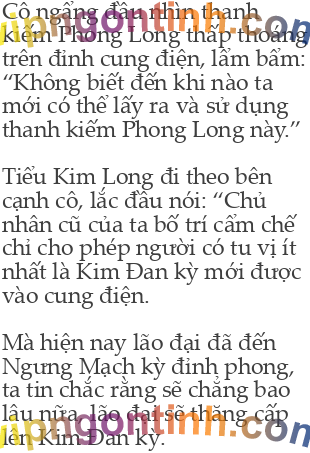 Cô ngẩng đầu nhìn thanh
kiếm Phong Long thấp thoáng
trên đỉnh cung điện, lẩm bẩm:
“Không biết đến khi nào ta
mới có thể lấy ra và sử dụng
thanh kiếm Phong Long này.”
Tiểu Kim Long đi theo bên
cạnh cô, lắc đầu nói: “Chủ
nhân cũ của ta bố trí cấm chế
chỉ cho phép người có tu vị ít
nhất là Kim Đan kỳ mới được
vào cung điện.
Mà hiện nay lão đại đã đến
Ngưng Mạch kỳ đỉnh phong,
ta tin chắc rằng sẽ chẳng bao
lâu nữa, lão đại sẽ thăng cấp
lên Kim Đan kỳ.
vipngontinh.com
vipngontinh.com